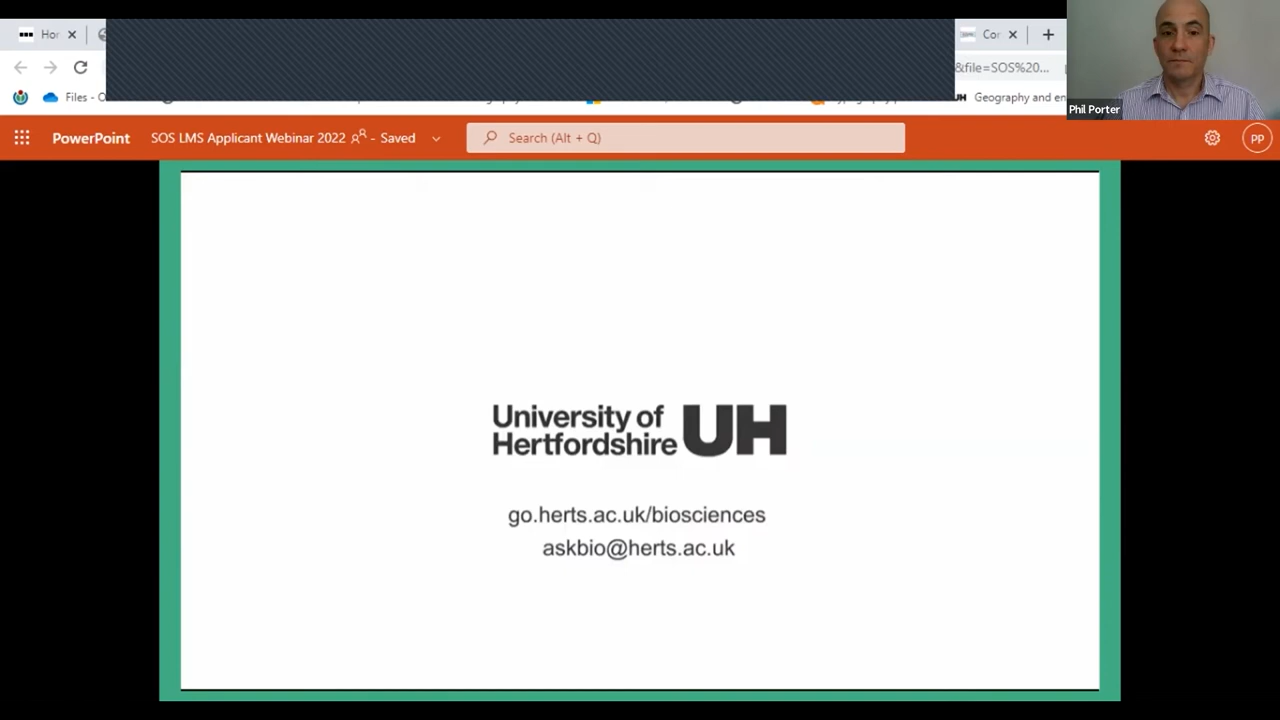 Hor
Cor
&file=SOS%20...
Files - O
Geography and en
Phil Porter
PowerPoint
SOS LMS Applicant Webinar 2022 - Saved
Search (Alt + Q)
PP
University of
Hertfordshire UH
go.herts.ac.uk/biosciences
askbio@herts.ac.uk